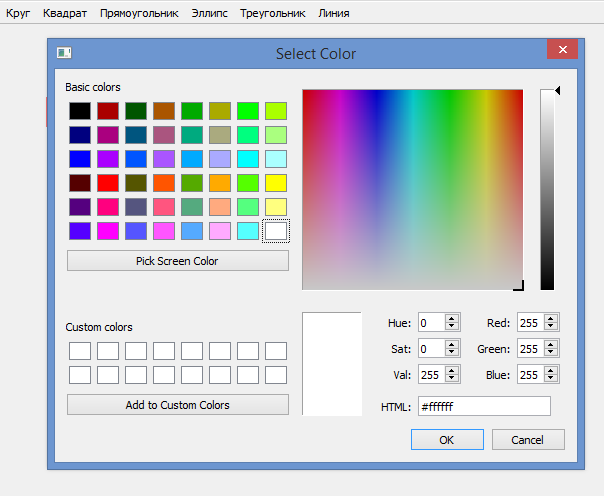 Круг Квадрат Прямоугольник Эллипс Треугольник Линия
Select Color
Basic colors
Pick Screen Color
Custom colors
Add to Custom Colors
Hue: 0 Red: 255
Sat: 0 Green: 255
Val: 255 Blue: 255
HTML: #ffffff
OK Cancel